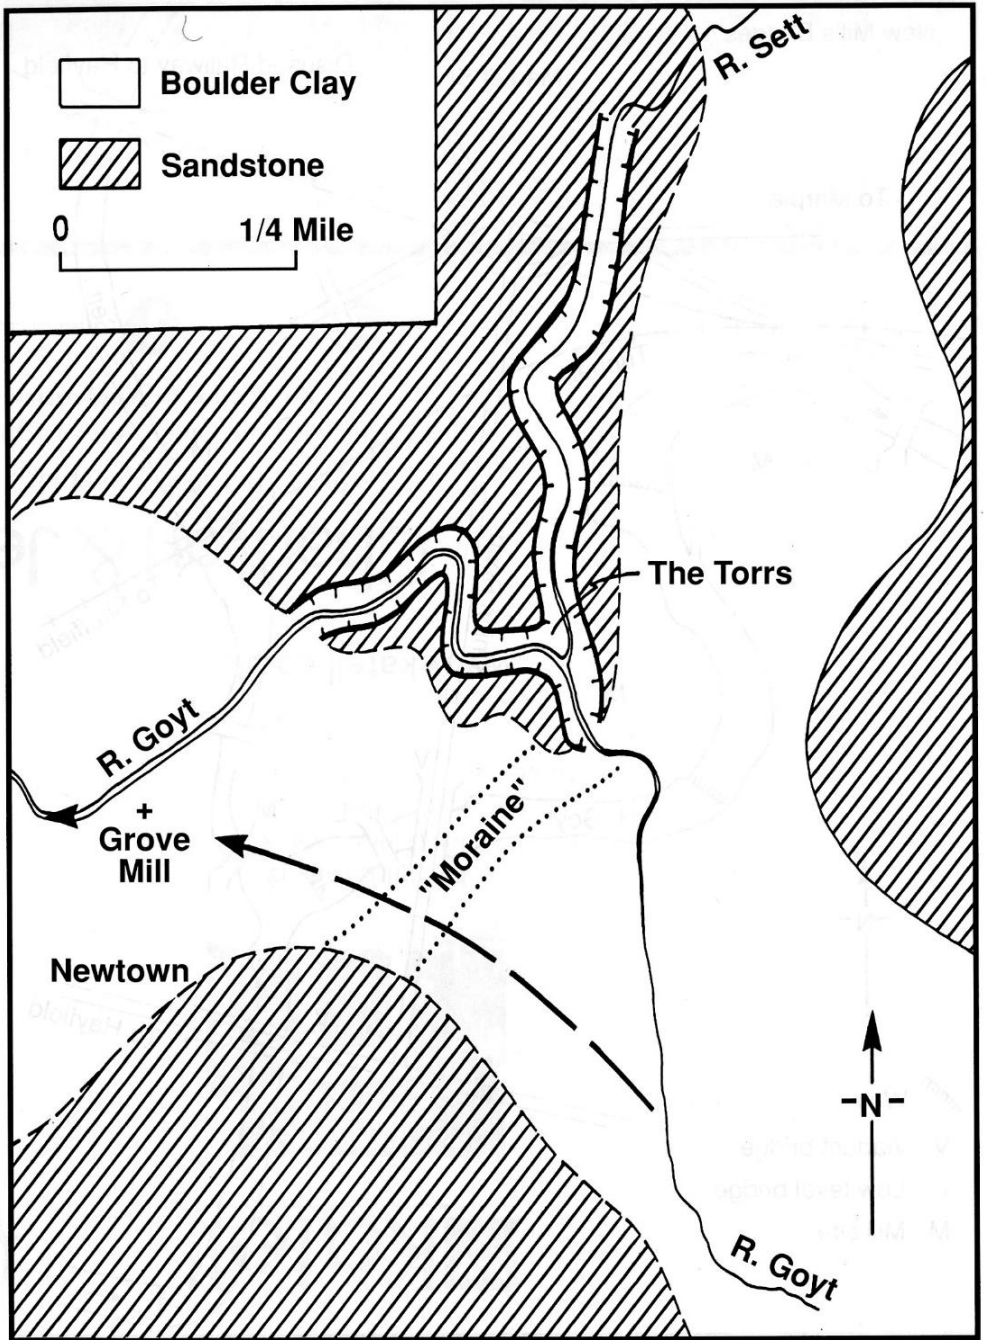 Boulder Clay
Sandstone
0 1/4 Mile
R. Sett
The Torrs
R. Goyt
+
Grove
Mill
"Moraine"
Newtown
-N-
R. Goyt